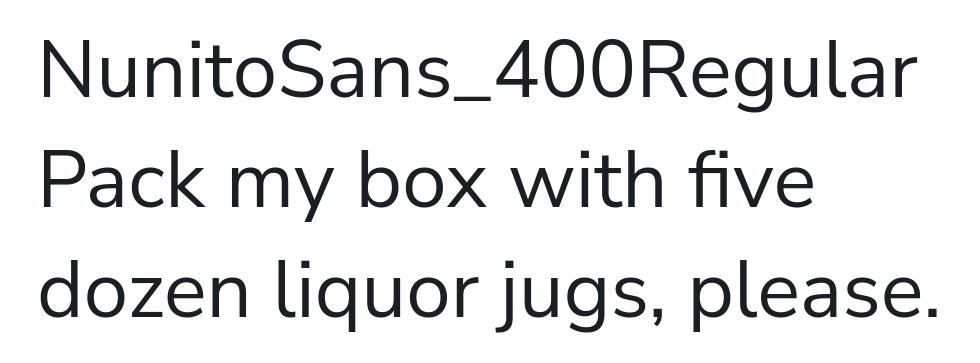 NunitoSans_400Regular
Pack my box with five
dozen liquor jugs, please.